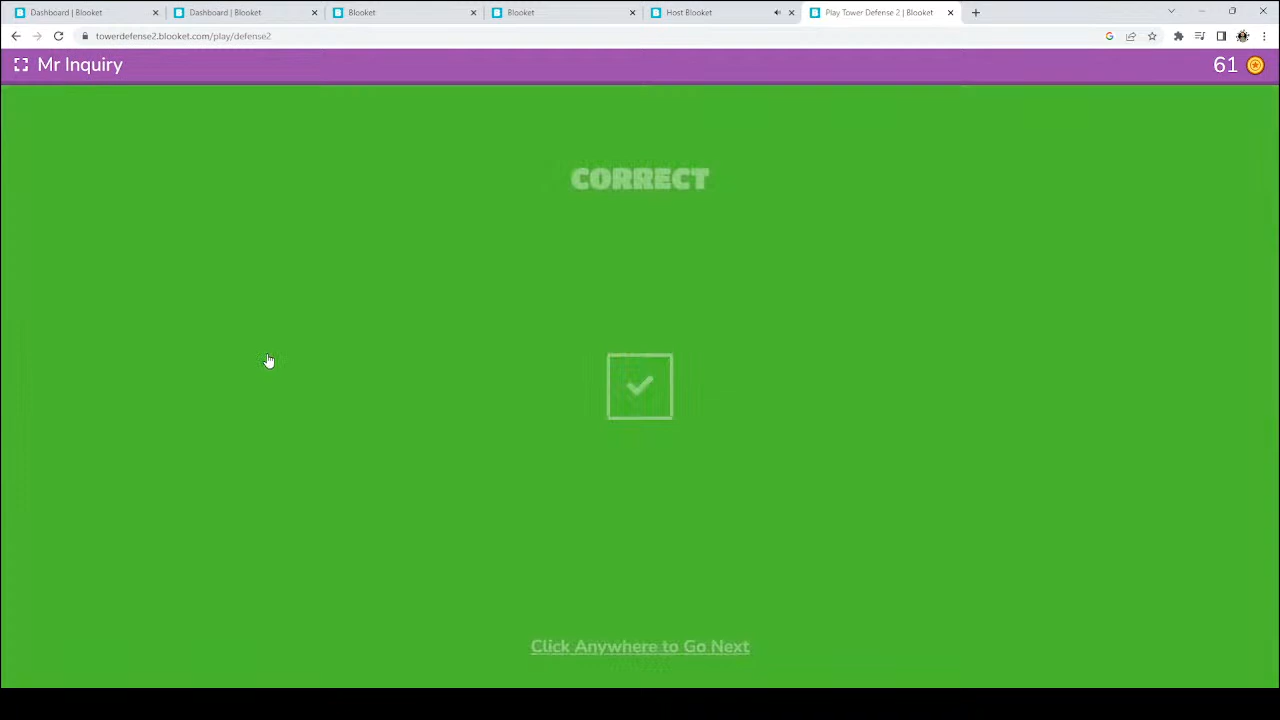 Dashboard | Blooket
Dashboard | Blooket
Blooket
Blooket
Host Blooket
Play Tower Defense 2 | Blooket
towerdefense2.blooket.com/play/defense2
Mr Inquiry
61
CORRECT
Click Anywhere to Go Next